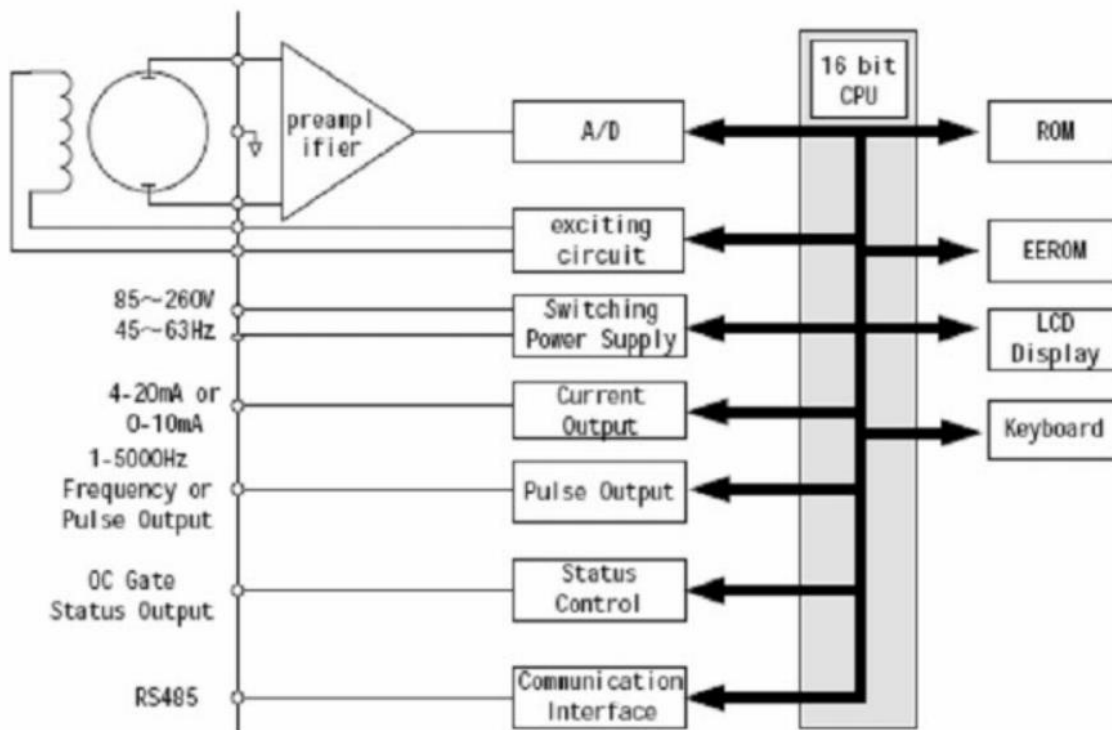 16 bit
CPU
preampl
ifier
A/D
ROM
exciting
circuit
EEROM
85~260V
45~63Hz
Switching
Power Supply
LCD
Display
4-20mA or
0-10mA
Current
Output
Keyboard
1-5000Hz
Frequency or
Pulse Output
Pulse Output
OC Gate
Status Output
Status
Control
RS485
Communication
Interface